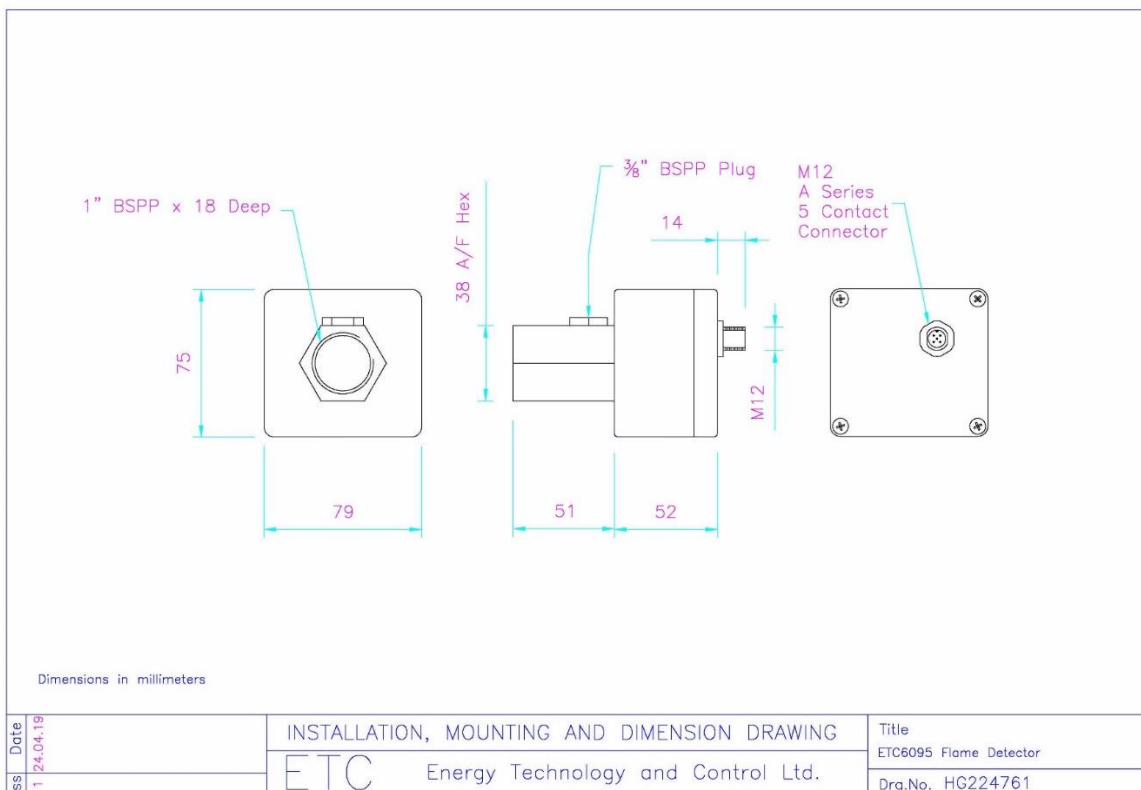 1" BSPP x 18 Deep
75
79
38 A/F Hex
⅜" BSPP Plug
14
M12
51
52
M12
A Series
5 Contact
Connector
Dimensions in millimeters
Date
24.04.19
1
INSTALLATION, MOUNTING AND DIMENSION DRAWING
ETC
Energy Technology and Control Ltd.
Title
ETC6095 Flame Detector
Drg.No. HG224761